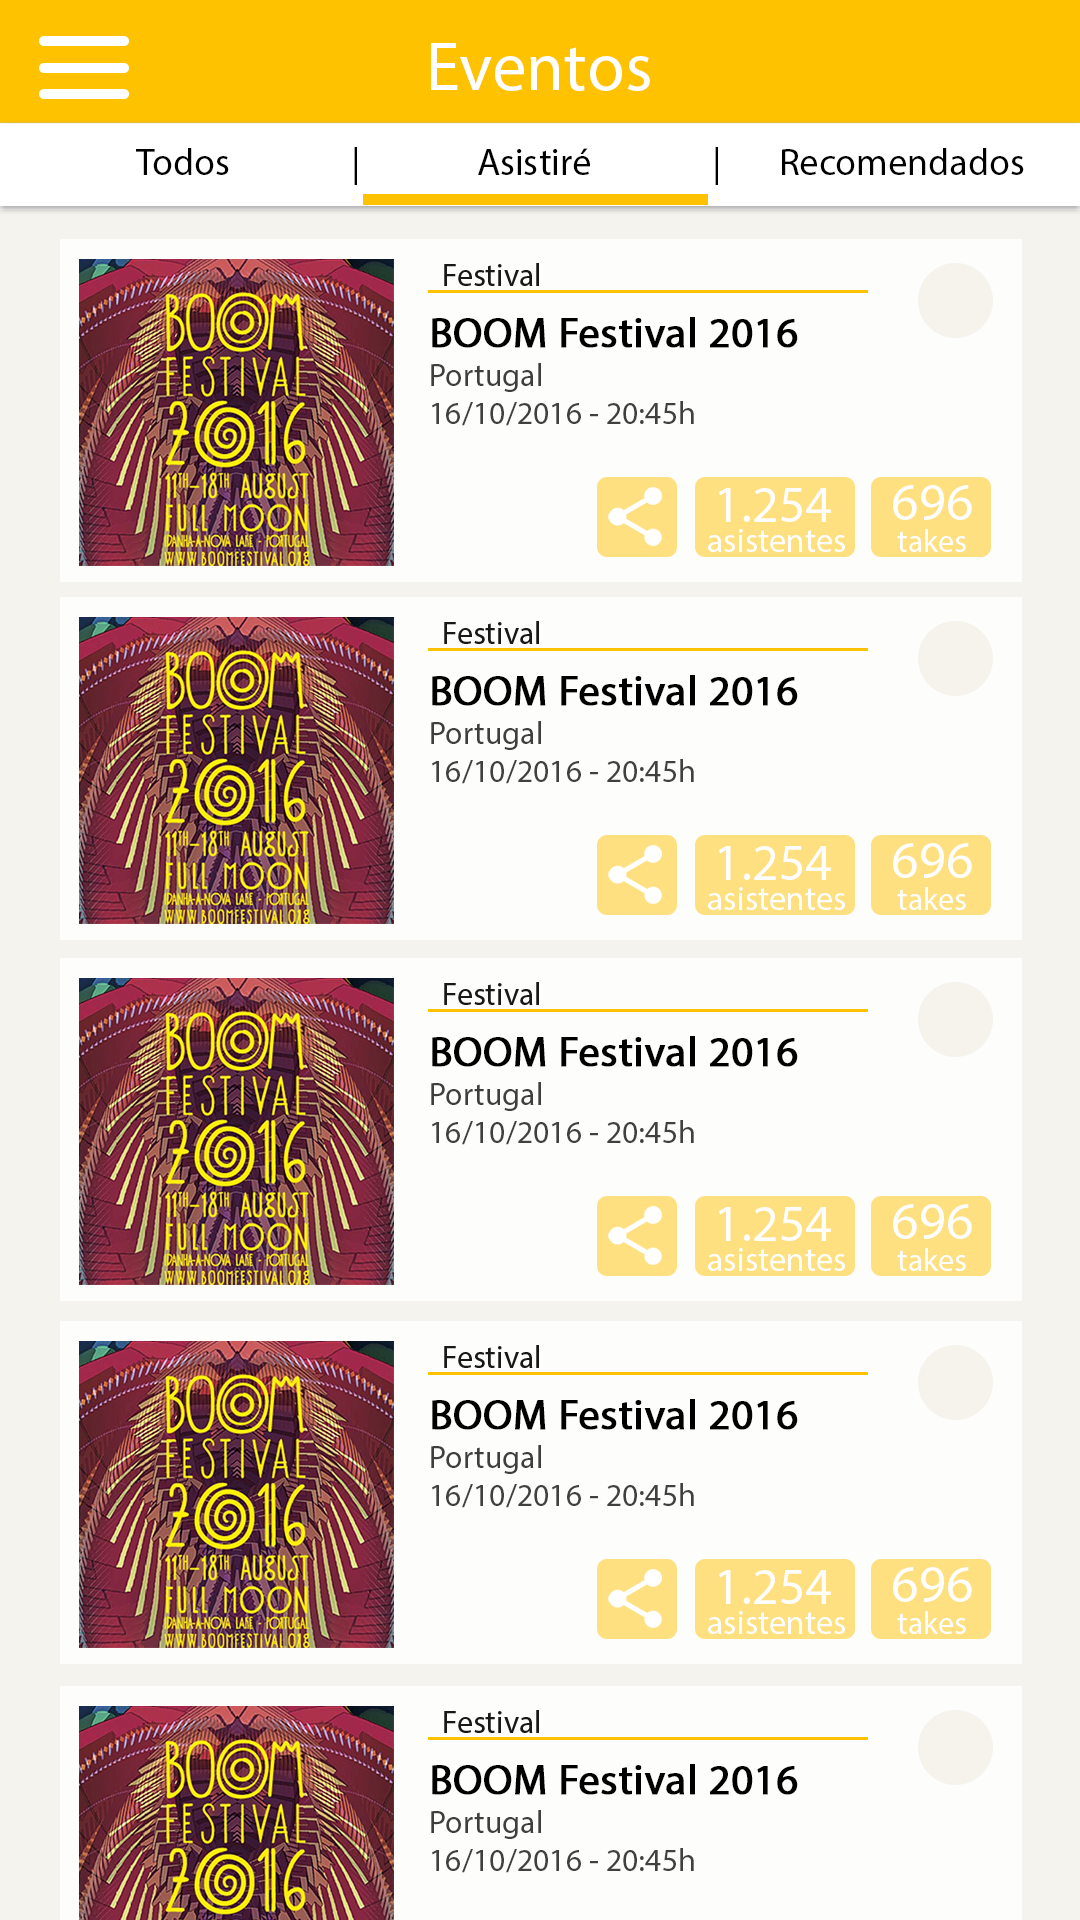 Eventos
Todos | Asistiré | Recomendados
BOOM
FESTIVAL
2016
11TH-18TH AUGUST
FULL MOON
IDANHA-A-NOVA LAKE - PORTUGAL
WWW.BOOMFESTIVAL.ORG
Festival
BOOM Festival 2016
Portugal
16/10/2016 - 20:45h
1.254
asistentes
696
takes
BOOM
FESTIVAL
2016
11TH-18TH AUGUST
FULL MOON
IDANHA-A-NOVA LAKE - PORTUGAL
WWW.BOOMFESTIVAL.ORG
Festival
BOOM Festival 2016
Portugal
16/10/2016 - 20:45h
1.254
asistentes
696
takes
BOOM
FESTIVAL
2016
11TH-18TH AUGUST
FULL MOON
IDANHA-A-NOVA LAKE - PORTUGAL
WWW.BOOMFESTIVAL.ORG
Festival
BOOM Festival 2016
Portugal
16/10/2016 - 20:45h
1.254
asistentes
696
takes
BOOM
FESTIVAL
2016
11TH-18TH AUGUST
FULL MOON
IDANHA-A-NOVA LAKE - PORTUGAL
WWW.BOOMFESTIVAL.ORG
Festival
BOOM Festival 2016
Portugal
16/10/2016 - 20:45h
1.254
asistentes
696
takes
BOOM
FESTIVAL
2016
Festival
BOOM Festival 2016
Portugal
16/10/2016 - 20:45h